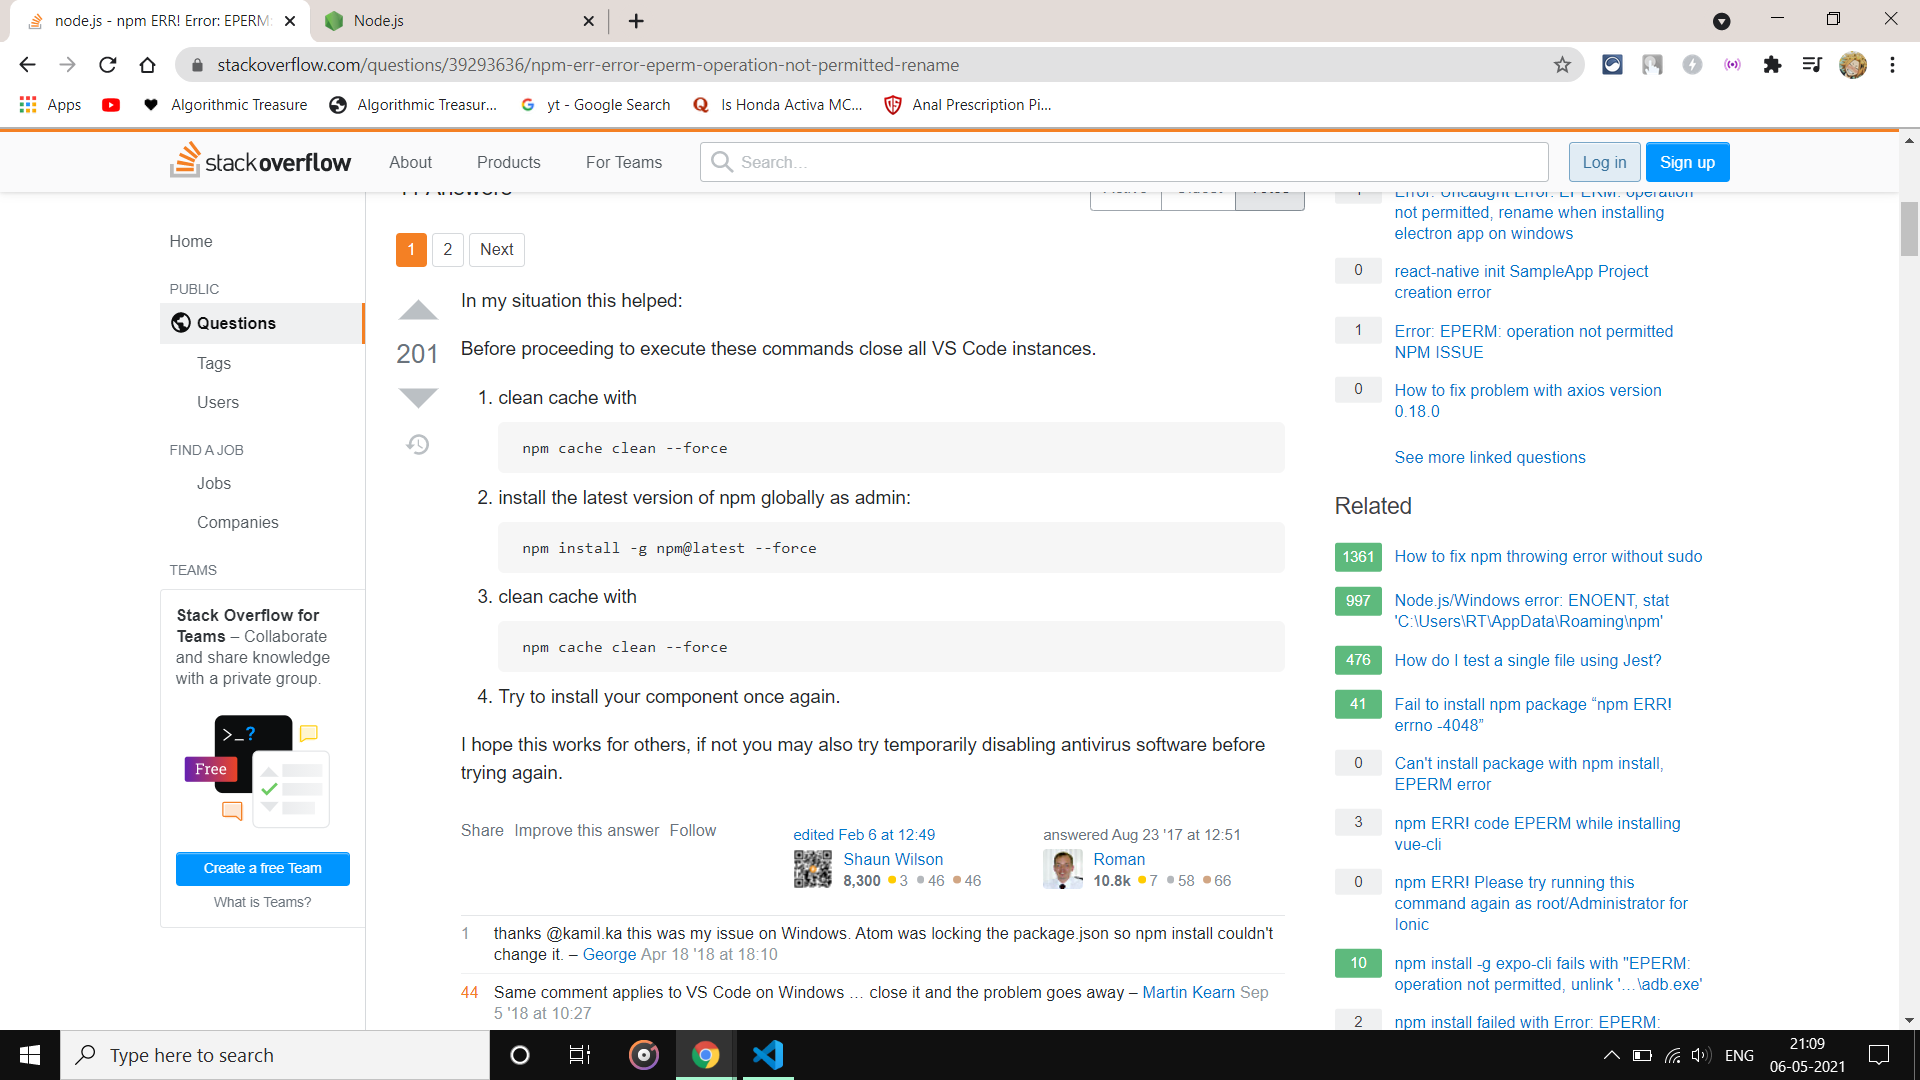 node.js - npm ERR! Error: EPERM:
Node.js
stackoverflow.com/questions/39293636/npm-err-error-eperm-operation-not-permitted-rename
Apps
Algorithmic Treasure
Algorithmic Treasur...
yt - Google Search
Is Honda Activa MC...
Anal Prescription Pi...
stackoverflow
About
Products
For Teams
Search...
Log in
Sign up
Home
PUBLIC
Questions
Tags
Users
FIND A JOB
Jobs
Companies
TEAMS
Stack Overflow for
Teams – Collaborate
and share knowledge
with a private group.
>_?
Free
Create a free Team
What is Teams?
11 Answers
Active
Oldest
Votes
1
2
Next
201
In my situation this helped:
Before proceeding to execute these commands close all VS Code instances.
1. clean cache with
npm cache clean --force
2. install the latest version of npm globally as admin:
npm install -g npm@latest --force
3. clean cache with
npm cache clean --force
4. Try to install your component once again.
I hope this works for others, if not you may also try temporarily disabling antivirus software before
trying again.
Share Improve this answer Follow
edited Feb 6 at 12:49
Shaun Wilson
8,300 3 46 46
answered Aug 23 '17 at 12:51
Roman
10.8k 7 58 66
1 thanks @kamil.ka this was my issue on Windows. Atom was locking the package.json so npm install couldn't
change it. – George Apr 18 '18 at 18:10
44 Same comment applies to VS Code on Windows … close it and the problem goes away – Martin Kearn Sep
5 '18 at 10:27
1 Error: Uncaught Error: EPERM: operation
not permitted, rename when installing
electron app on windows
0 react-native init SampleApp Project
creation error
1 Error: EPERM: operation not permitted
NPM ISSUE
0 How to fix problem with axios version
0.18.0
See more linked questions
Related
1361 How to fix npm throwing error without sudo
997 Node.js/Windows error: ENOENT, stat
'C:\Users\RT\AppData\Roaming\npm'
476 How do I test a single file using Jest?
41 Fail to install npm package “npm ERR!
errno -4048”
0 Can't install package with npm install,
EPERM error
3 npm ERR! code EPERM while installing
vue-cli
0 npm ERR! Please try running this
command again as root/Administrator for
Ionic
10 npm install -g expo-cli fails with "EPERM:
operation not permitted, unlink '…\adb.exe'
2 npm install failed with Error: EPERM:
Type here to search
ENG
21:09
06-05-2021